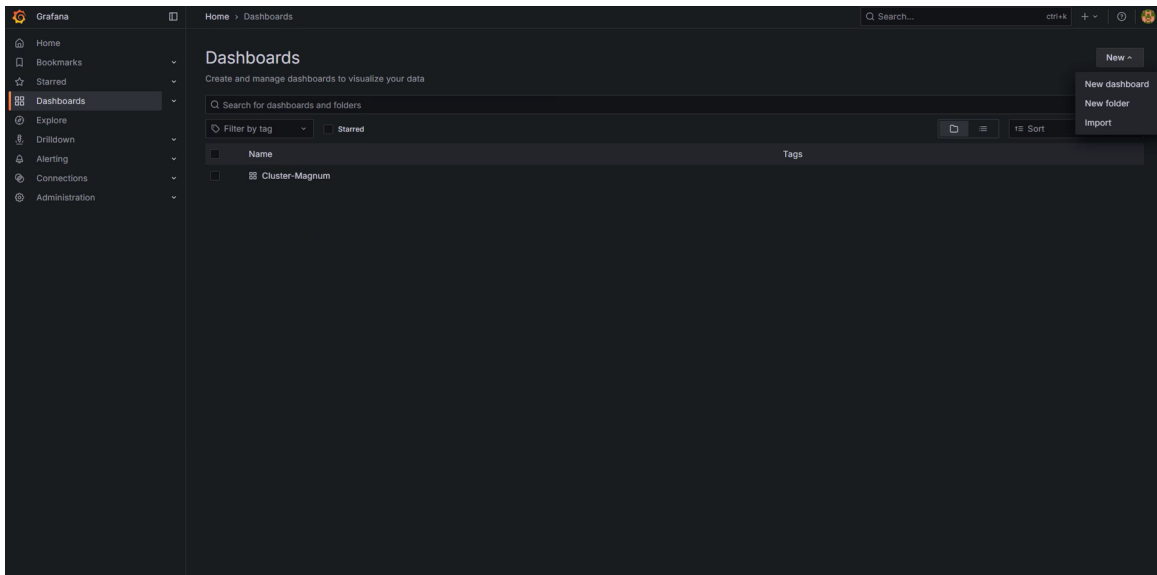 Grafana
Home › Dashboards
Search...
ctrl+k
Home
Bookmarks
Starred
Dashboards
Explore
Drilldown
Alerting
Connections
Administration
Dashboards
Create and manage dashboards to visualize your data
New
New dashboard
New folder
Import
Search for dashboards and folders
Filter by tag
Starred
Sort
Name
Tags
Cluster-Magnum